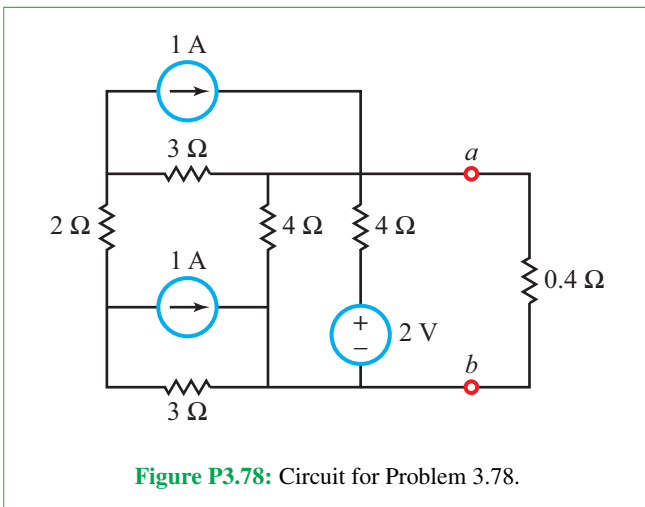 1 A
3 Ω
a
2 Ω
4 Ω
4 Ω
1 A
0.4 Ω
+
2 V
−
b
3 Ω
Figure P3.78: Circuit for Problem 3.78.